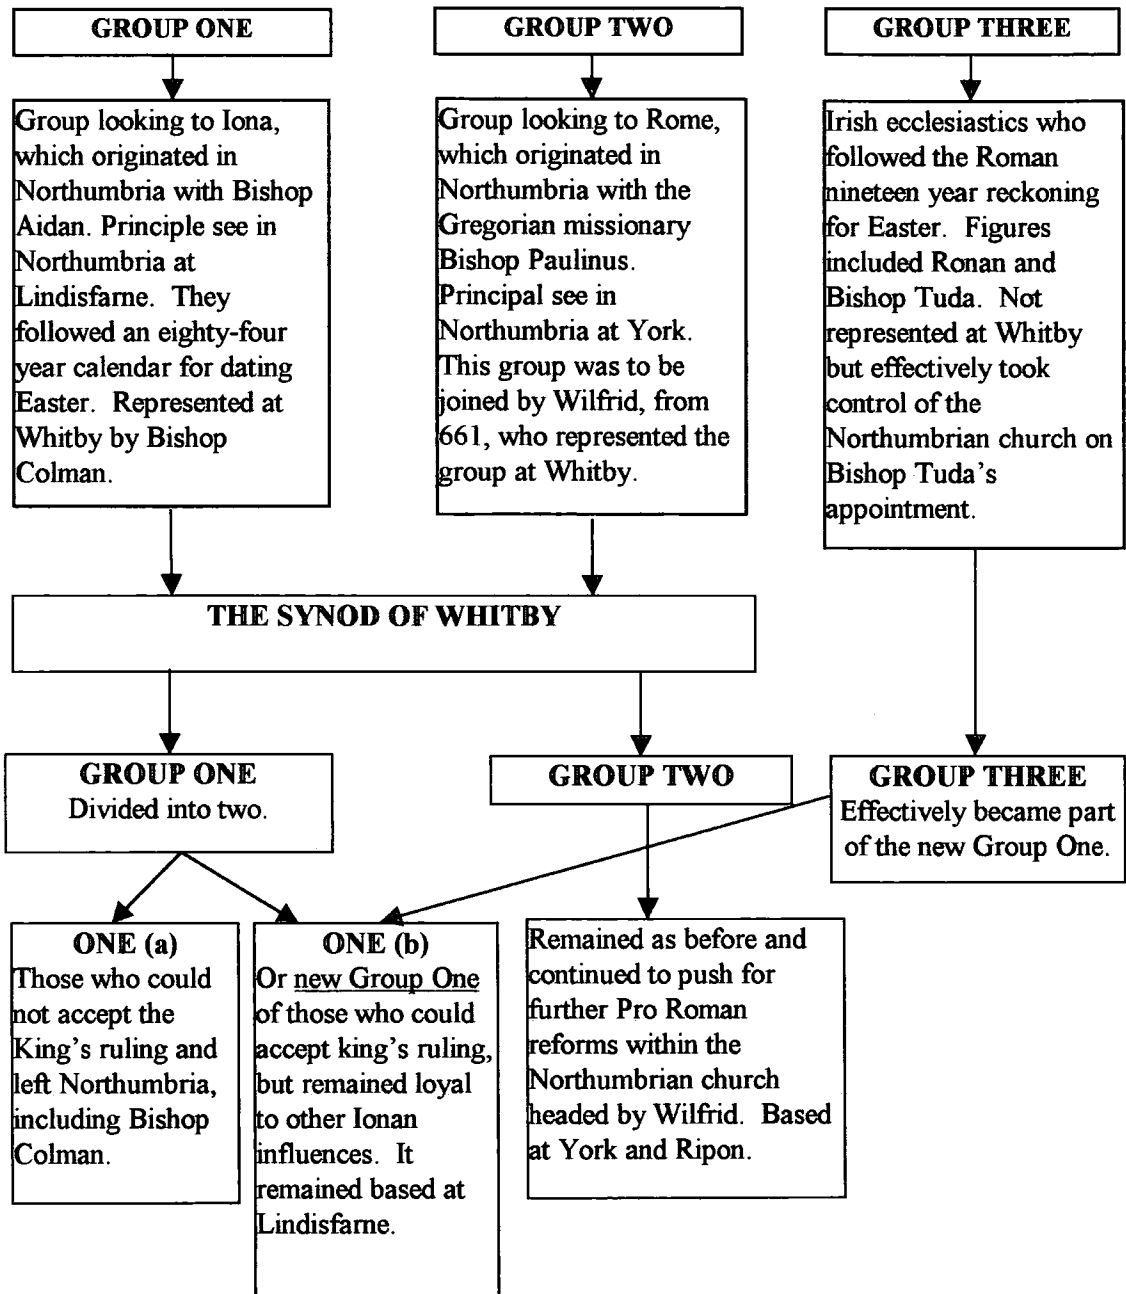 GROUP ONE
GROUP TWO
GROUP THREE
Group looking to Iona,
which originated in
Northumbria with Bishop
Aidan. Principle see in
Northumbria at
Lindisfarne. They
followed an eighty-four
year calendar for dating
Easter. Represented at
Whitby by Bishop
Colman.
Group looking to Rome,
which originated in
Northumbria with the
Gregorian missionary
Bishop Paulinus.
Principal see in
Northumbria at York.
This group was to be
joined by Wilfrid, from
661, who represented the
group at Whitby.
Irish ecclesiastics who
followed the Roman
nineteen year reckoning
for Easter. Figures
included Ronan and
Bishop Tuda. Not
represented at Whitby
but effectively took
control of the
Northumbrian church on
Bishop Tuda's
appointment.
THE SYNOD OF WHITBY
GROUP ONE
Divided into two.
GROUP TWO
GROUP THREE
Effectively became part
of the new Group One.
ONE (a)
Those who could
not accept the
King's ruling and
left Northumbria,
including Bishop
Colman.
ONE (b)
Or new Group One
of those who could
accept king's ruling,
but remained loyal
to other Ionan
influences. It
remained based at
Lindisfarne.
Remained as before and
continued to push for
further Pro Roman
reforms within the
Northumbrian church
headed by Wilfrid. Based
at York and Ripon.